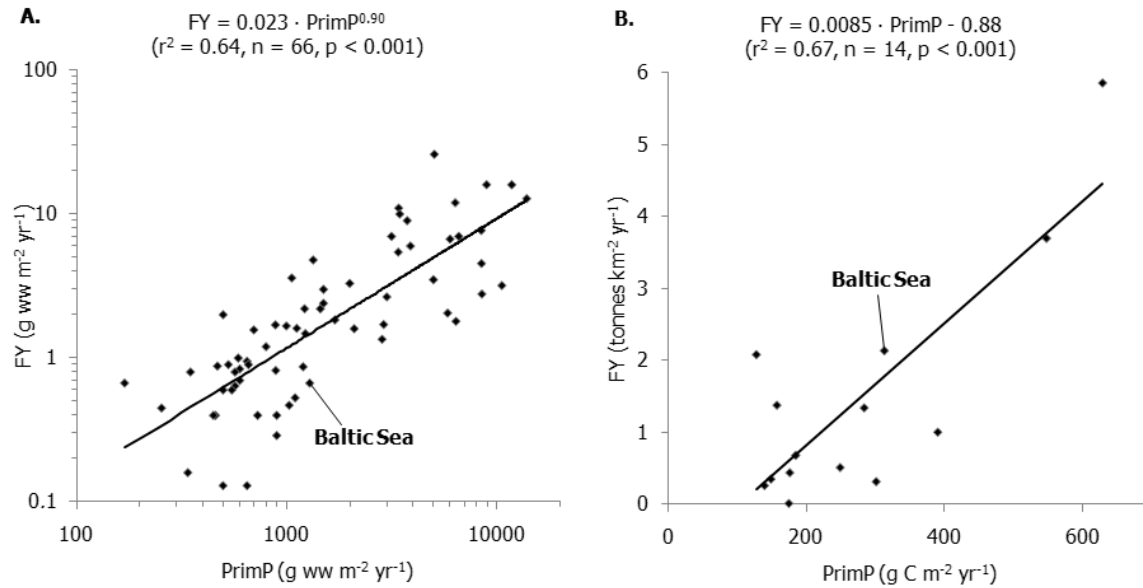 A.
FY = 0.023 · PrimP^0.90
(r² = 0.64, n = 66, p < 0.001)
100
10
1
0.1
FY (g ww m⁻² yr⁻¹)
Baltic Sea
100
1000
10000
PrimP (g ww m⁻² yr⁻¹)
B.
FY = 0.0085 · PrimP - 0.88
(r² = 0.67, n = 14, p < 0.001)
6
5
4
3
2
1
0
FY (tonnes km⁻² yr⁻¹)
Baltic Sea
0
200
400
600
PrimP (g C m⁻² yr⁻¹)